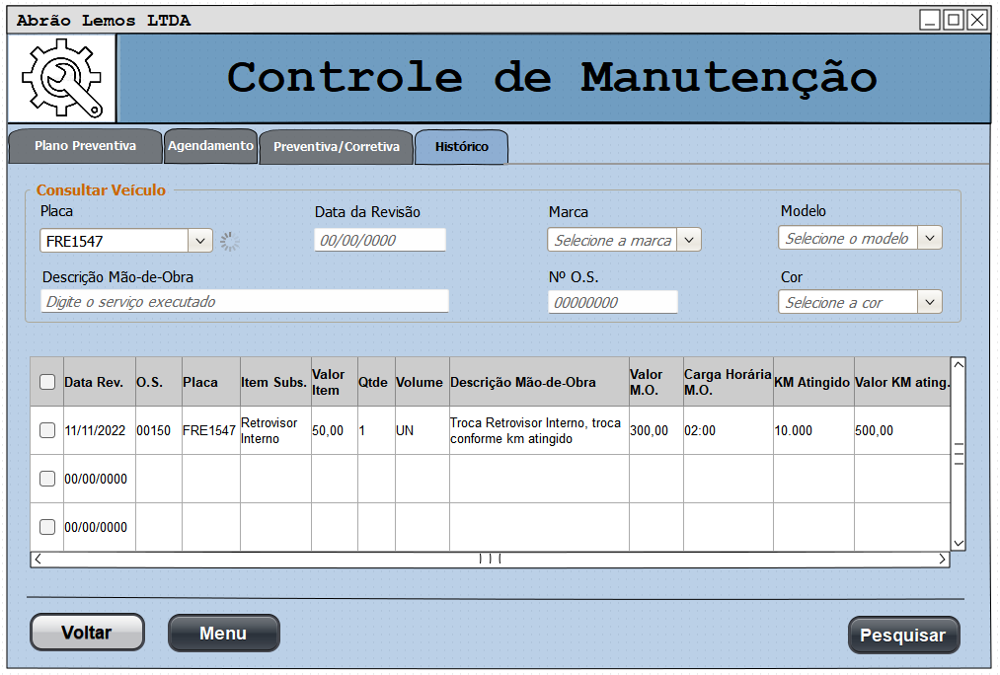 Abrão Lemos LTDA
Controle de Manutenção
Plano Preventiva Agendamento Preventiva/Corretiva Histórico
Consultar Veículo
Placa Data da Revisão Marca Modelo
FRE1547 00/00/0000 Selecione a marca Selecione o modelo
Descrição Mão-de-Obra Nº O.S. Cor
Digite o serviço executado 00000000 Selecione a cor
Data Rev. O.S. Placa Item Subs. Valor Item Qtde Volume Descrição Mão-de-Obra Valor M.O. Carga Horária M.O. KM Atingido Valor KM ating.
11/11/2022 00150 FRE1547 Retrovisor Interno 50,00 1 UN Troca Retrovisor Interno, troca conforme km atingido 300,00 02:00 10.000 500,00
00/00/0000
00/00/0000
Voltar Menu Pesquisar